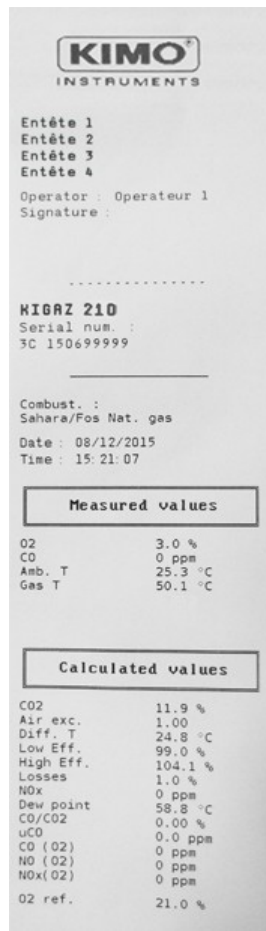 KIMO®
INSTRUMENTS
Entête 1
Entête 2
Entête 3
Entête 4
Operator : Operateur 1
Signature :
KIGAZ 210
Serial num. :
3C 150699999
Combust. :
Sahara/Fos Nat. gas
Date : 08/12/2015
Time : 15:21:07
Measured values
O2 3.0 %
CO 0 ppm
Amb. T 25.3 °C
Gas T 50.1 °C
Calculated values
CO2 11.9 %
Air exc. 1.00
Diff. T 24.8 °C
Low Eff. 99.0 %
High Eff. 104.1 %
Losses 1.0 %
NOx 0 ppm
Dew point 58.8 °C
CO/CO2 0.00 %
uCO 0.0 ppm
CO (O2) 0 ppm
NO (O2) 0 ppm
NOx(O2) 0 ppm
O2 ref. 21.0 %